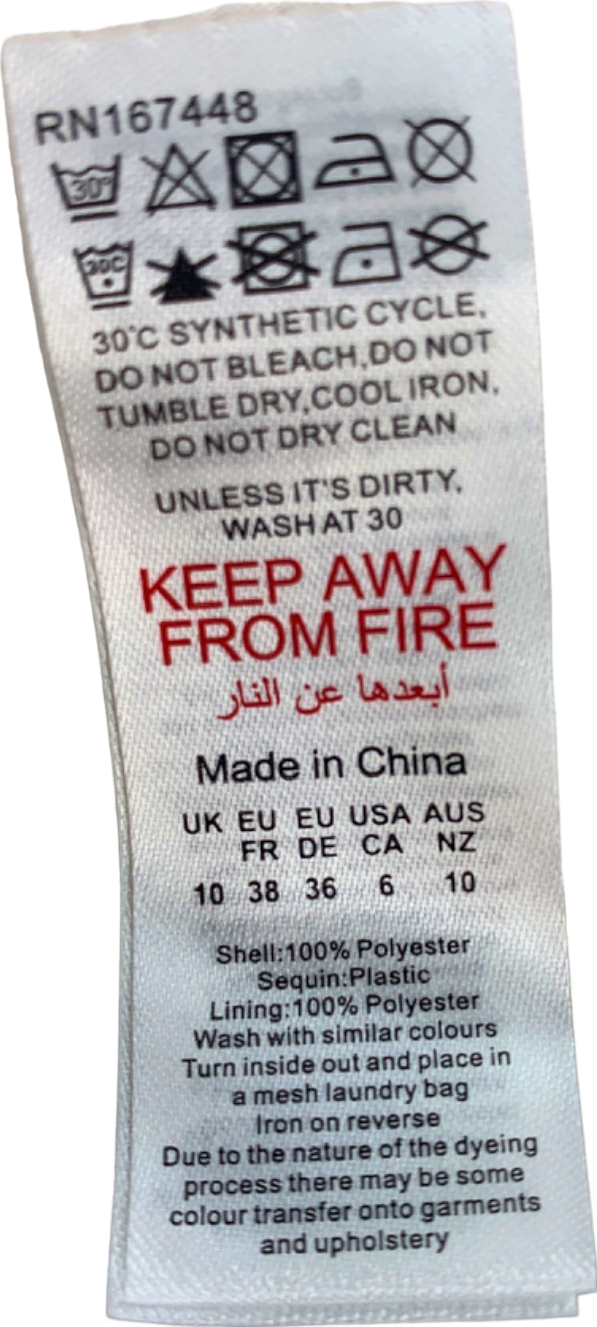 RN167448
30°
30C
30°C SYNTHETIC CYCLE,
DO NOT BLEACH,DO NOT
TUMBLE DRY,COOL IRON,
DO NOT DRY CLEAN
UNLESS IT'S DIRTY,
WASH AT 30
KEEP AWAY
FROM FIRE
أبعدها عن النار
Made in China
UK EU EU USA AUS
FR DE CA NZ
10 38 36 6 10
Shell:100% Polyester
Sequin:Plastic
Lining:100% Polyester
Wash with similar colours
Turn inside out and place in
a mesh laundry bag
Iron on reverse
Due to the nature of the dyeing
process there may be some
colour transfer onto garments
and upholstery